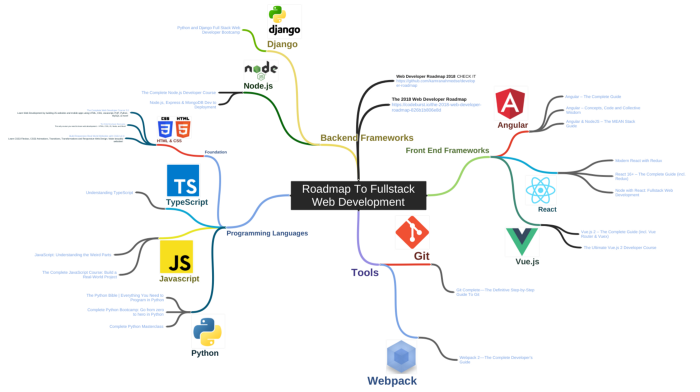 Python and Django Full Stack Web
Developer Bootcamp
django
Django
node
JS
Node.js
The Complete Node.js Developer Course
Node.js, Express & MongoDB Dev to
Deployment
Backend Frameworks
Web Developer Roadmap 2018 CHECK IT
The 2018 Web Developer Roadmap
Front End Frameworks
Angular
Angular – The Complete Guide
Angular – Concepts, Code and Collective
Wisdom
Angular & NodeJS – The MEAN Stack
Guide
React
Modern React with Redux
React 16+ – The Complete Guide (incl.
Redux)
Node with React: Fullstack Web
Development
Vue.js
Vue.js 2 – The Complete Guide (incl. Vue
Router & Vuex)
The Ultimate Vue.js 2 Developer Course
Roadmap To Fullstack
Web Development
CSS HTML
HTML & CSS
Foundation
TS
TypeScript
Understanding TypeScript
Programming Languages
JS
Javascript
JavaScript: Understanding the Weird Parts
The Complete JavaScript Course: Build a
Real-World Project
Python
The Python Bible | Everything You Need to
Program in Python
Complete Python Bootcamp: Go from zero
to hero in Python
Complete Python Masterclass
Tools
Git
Git Complete – The Definitive Step-by-Step
Guide To Git
Webpack
Webpack 2 – The Complete Developer's
Guide